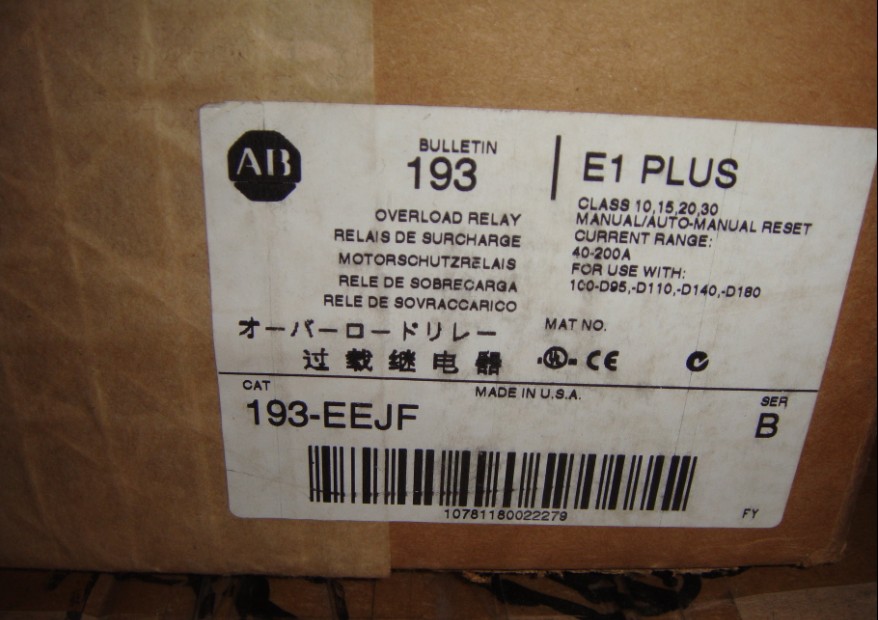 AB
BULLETIN
193
E1 PLUS
OVERLOAD RELAY
RELAIS DE SURCHARGE
MOTORSCHUTZRELAIS
RELE DE SOBRECARGA
RELE DE SOVRACCARICO
オーバーロードリレー
过载继电器
CLASS 10,15,20,30
MANUAL/AUTO-MANUAL RESET
CURRENT RANGE:
40-200A
FOR USE WITH:
100-D95,-D110,-D140,-D180
MAT NO.
UL CE
CAT
MADE IN U.S.A.
SER
193-EEJF
B
10781180022279
FY